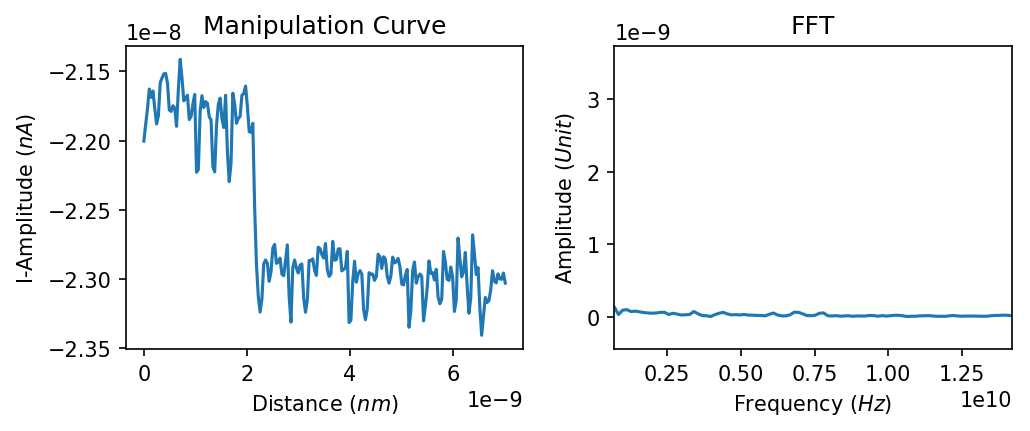 Manipulation Curve
1e−8
−2.15
−2.20
−2.25
−2.30
−2.35
I-Amplitude (nA)
0
2
4
6
1e−9
Distance (nm)
FFT
1e−9
3
1
0
Amplitude (Unit)
0.25
0.50
0.75
1.00
1.25
1e10
Frequency (Hz)